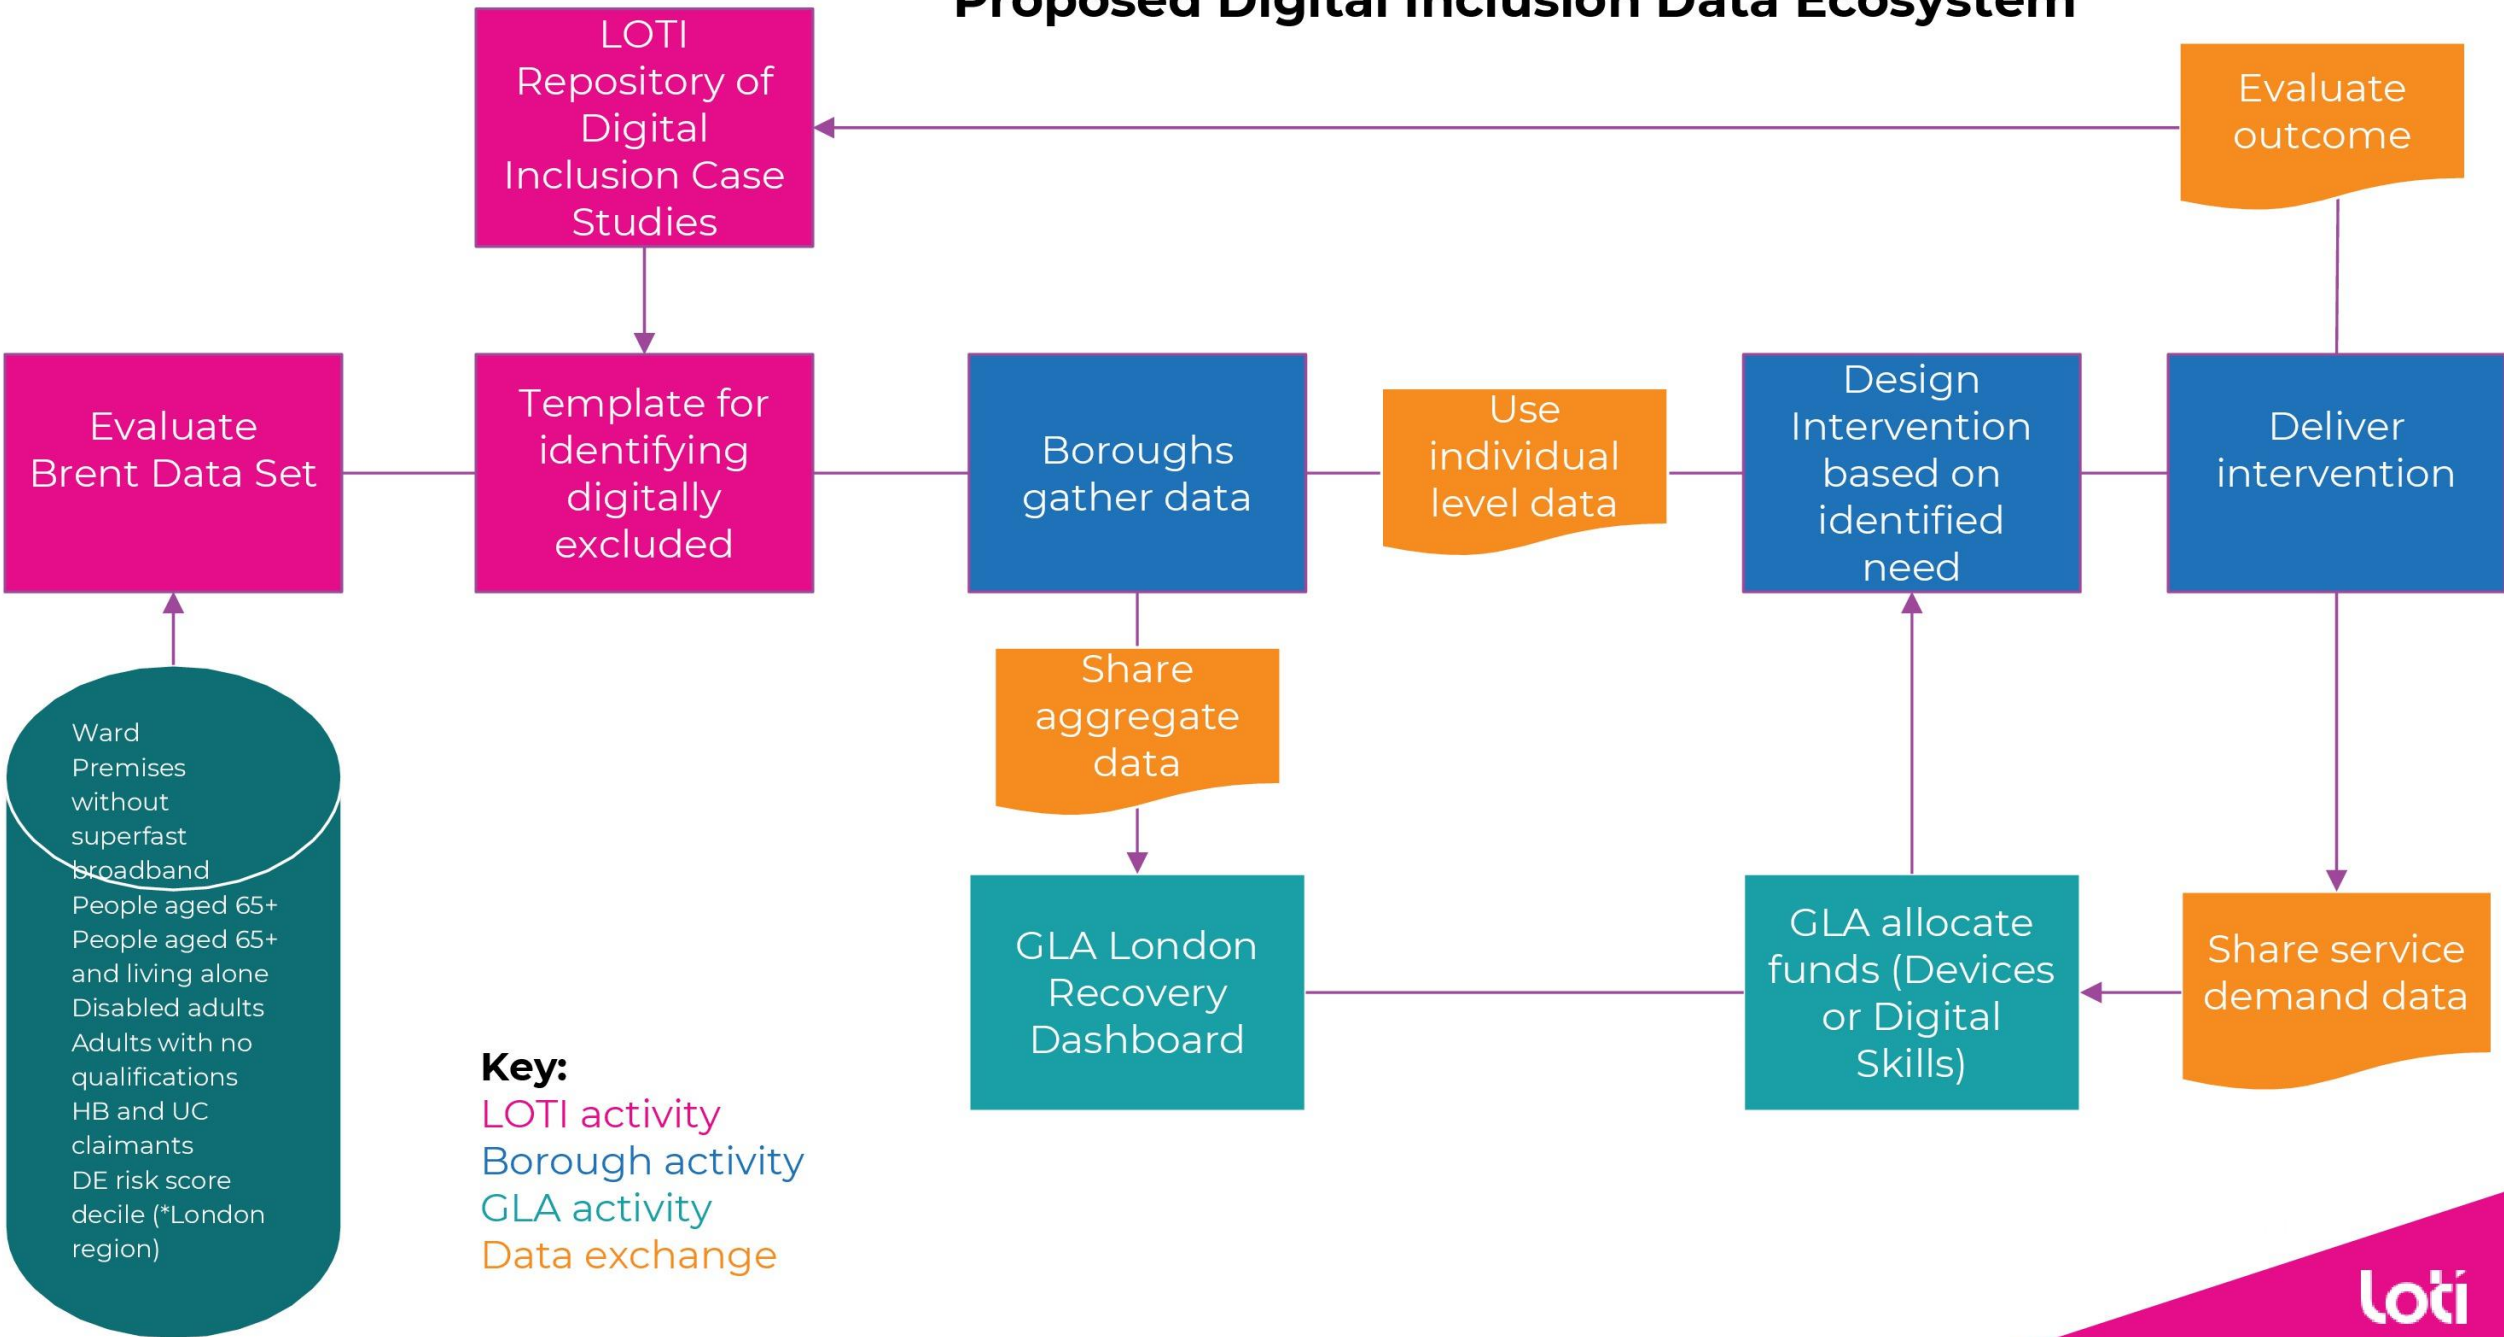 Proposed Digital Inclusion Data Ecosystem
LOTI
Repository of
Digital
Inclusion Case
Studies
Evaluate
outcome
Evaluate
Brent Data Set
Template for
identifying
digitally
excluded
Boroughs
gather data
Use
individual
level data
Design
Intervention
based on
identified
need
Deliver
intervention
Share
aggregate
data
Ward
Premises
without
superfast
broadband
People aged 65+
People aged 65+
and living alone
Disabled adults
Adults with no
qualifications
HB and UC
claimants
DE risk score
decile (*London
region)
GLA London
Recovery
Dashboard
GLA allocate
funds (Devices
or Digital
Skills)
Share service
demand data
Key:
LOTI activity
Borough activity
GLA activity
Data exchange
loti